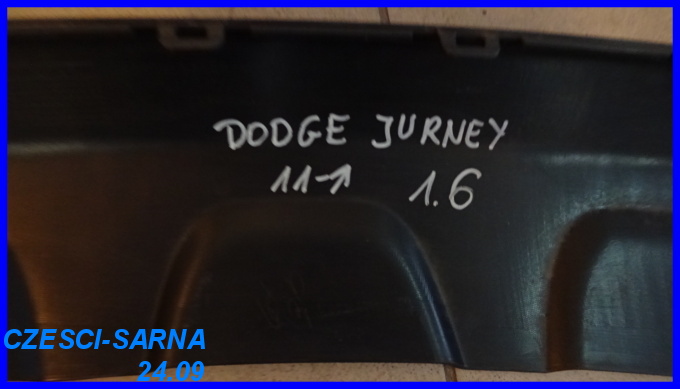 DODGE JURNEY
11→ 1.6
CZESCI-SARNA
24.09